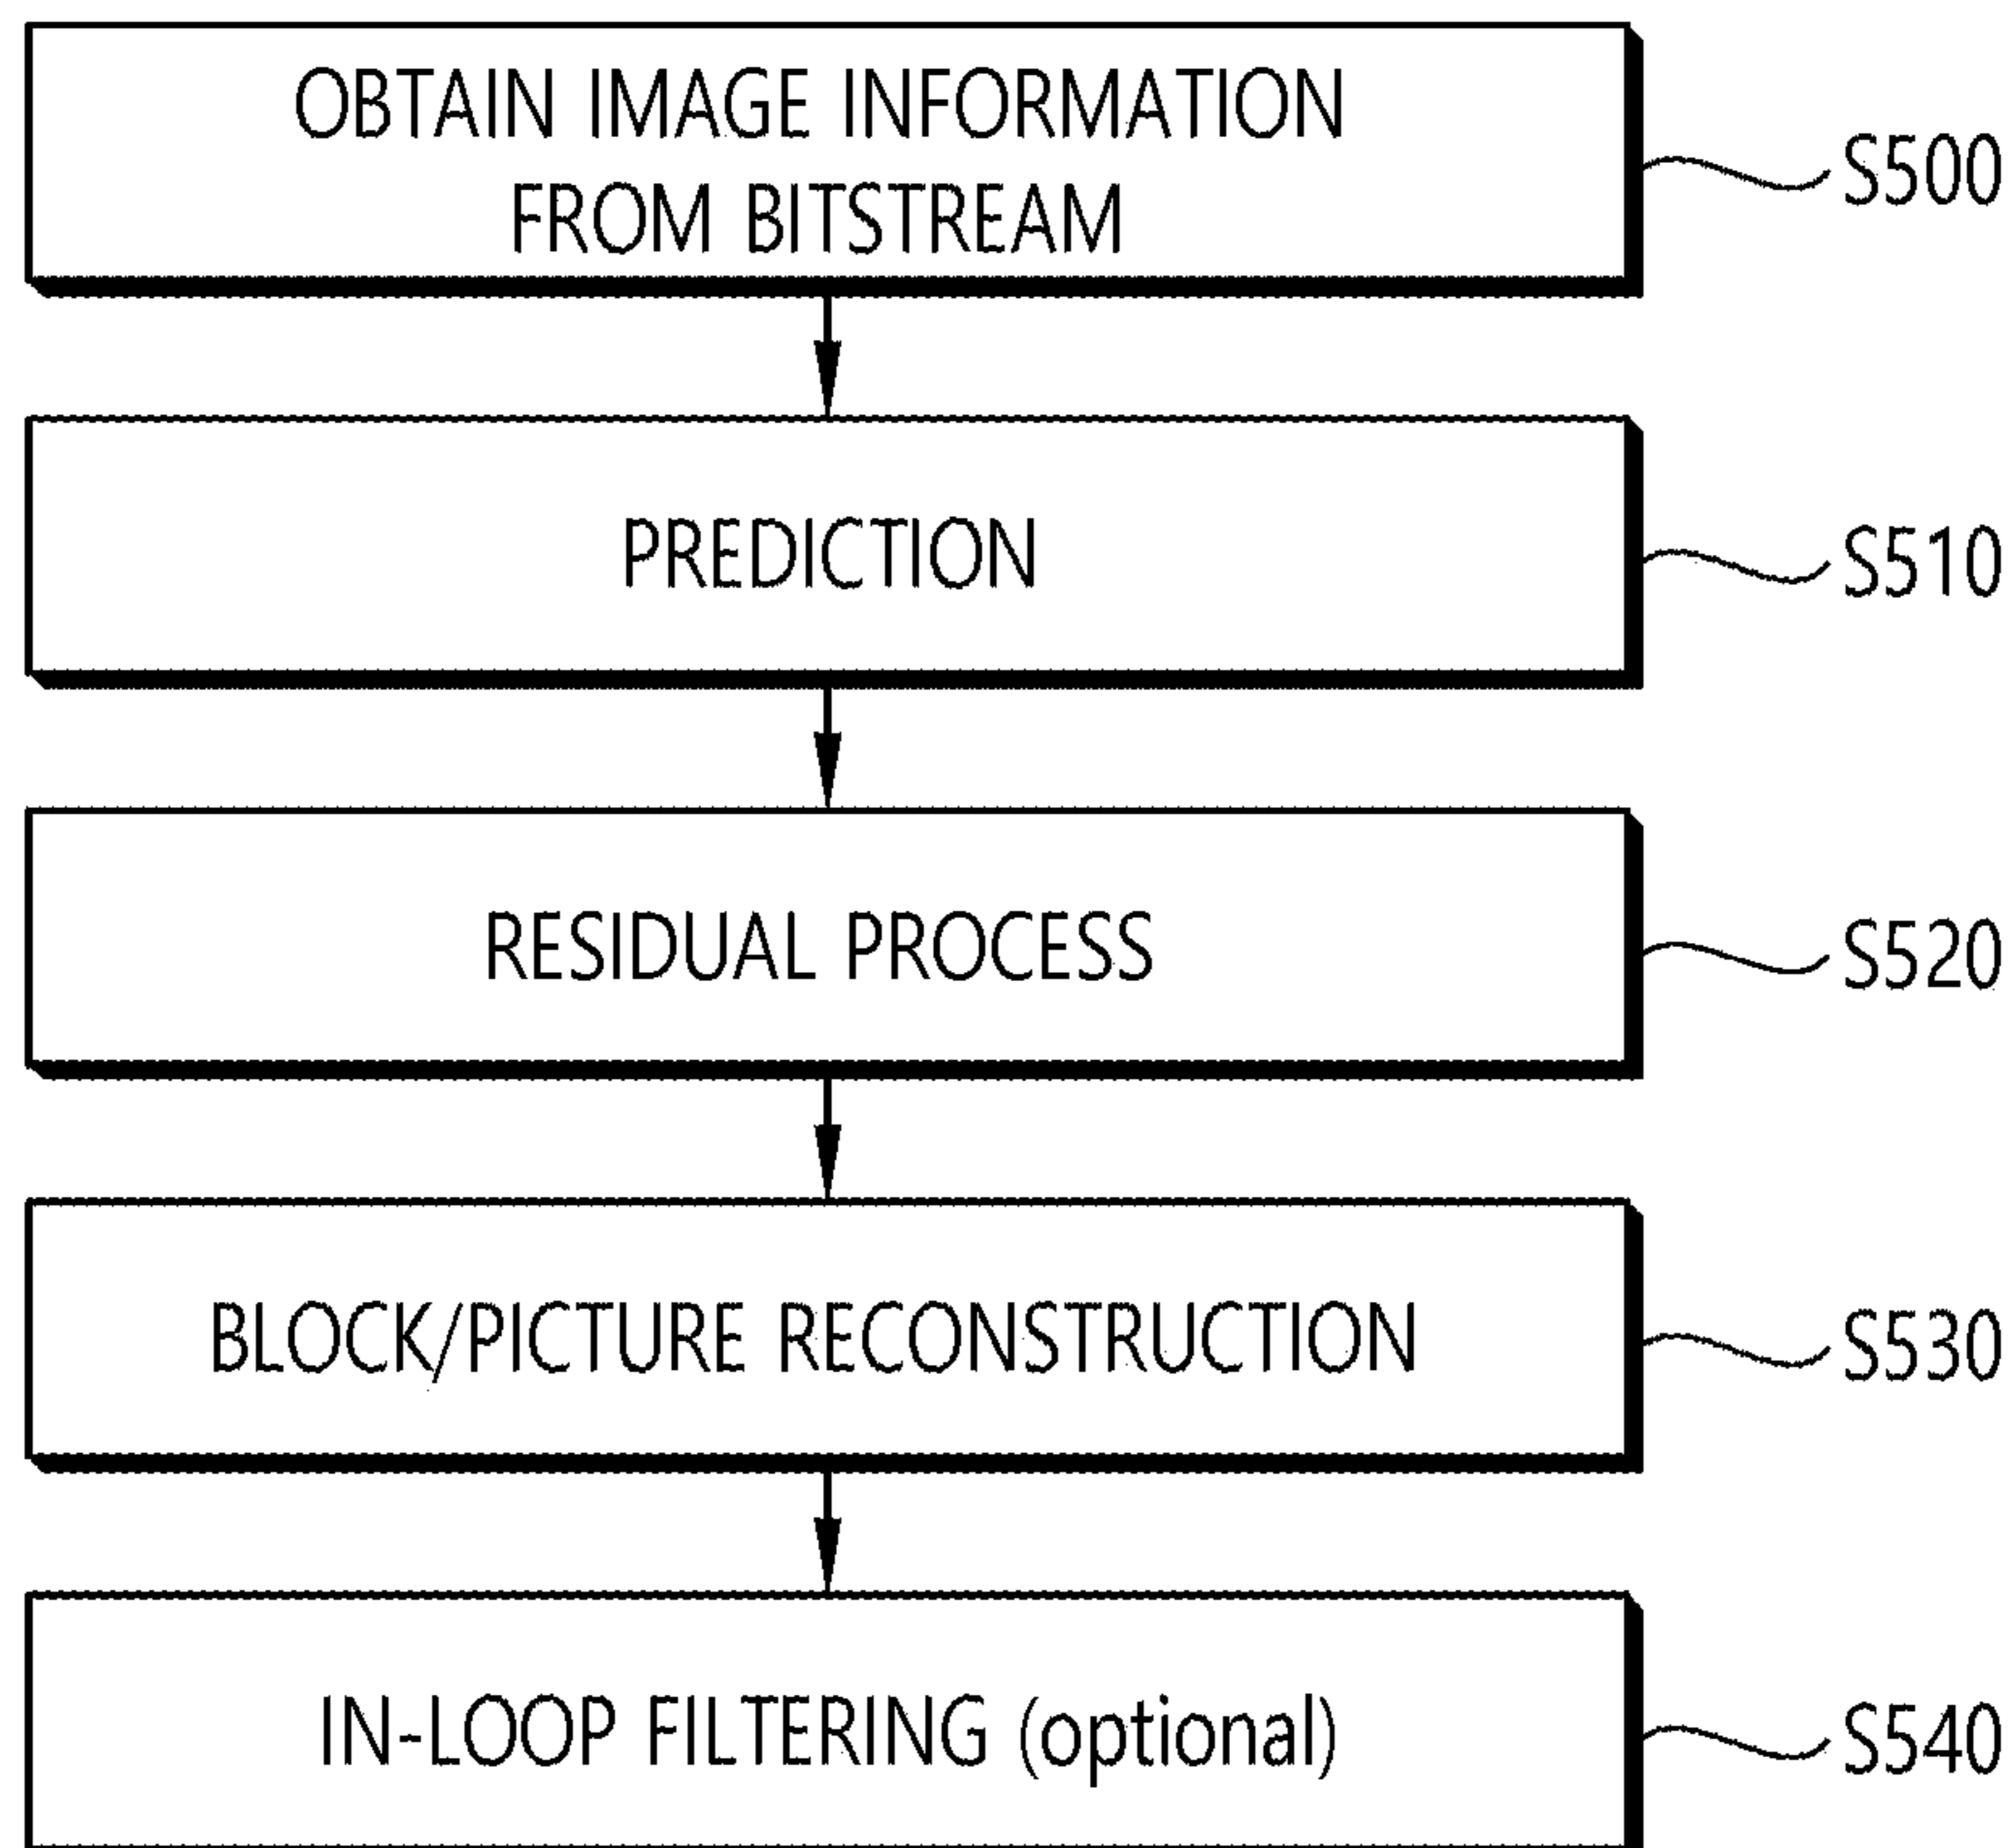 OBTAIN IMAGE INFORMATION
FROM BITSTREAM
S500
PREDICTION
S510
RESIDUAL PROCESS
S520
BLOCK/PICTURE RECONSTRUCTION
S530
IN-LOOP FILTERING (optional)
S540